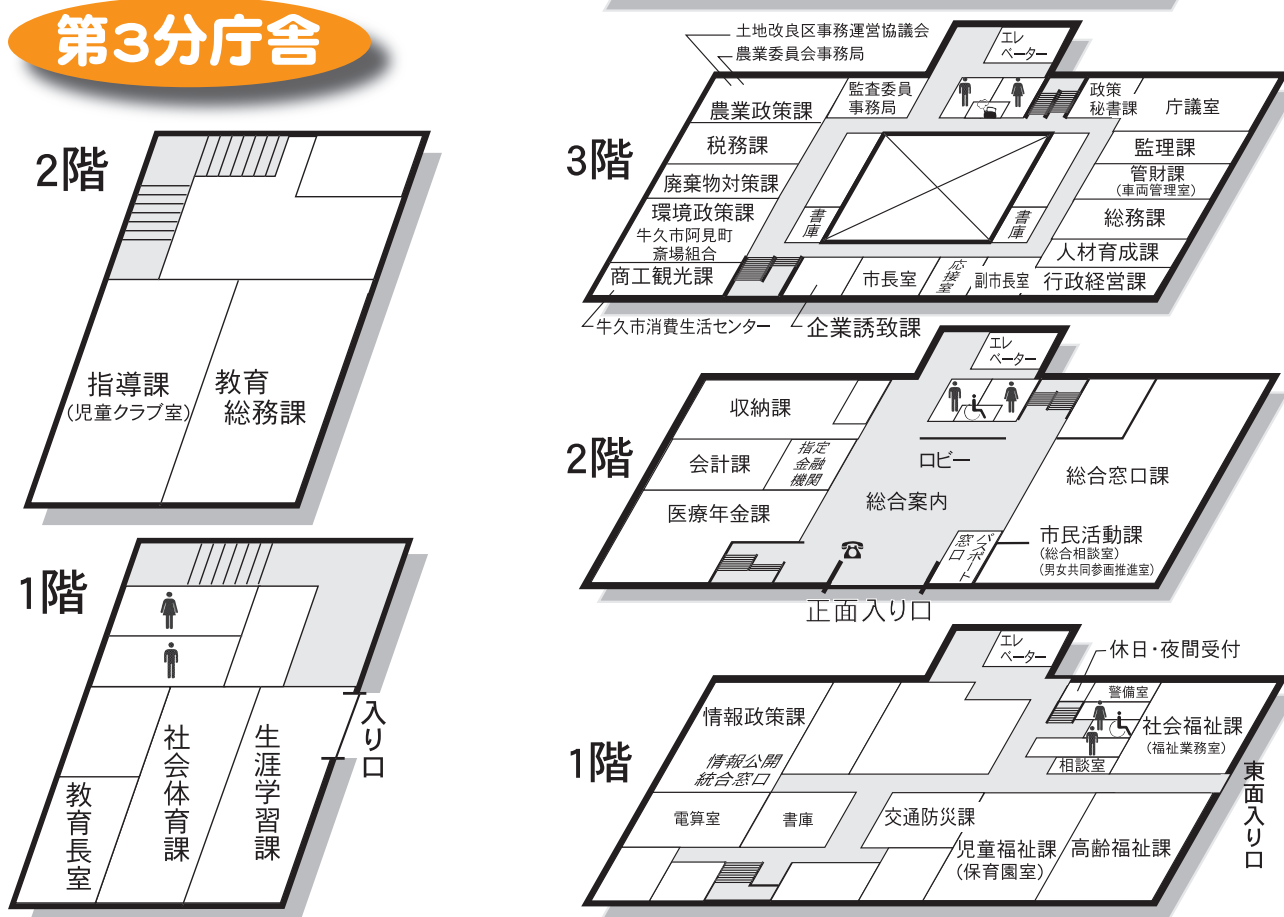 第3分庁舎
2階
指導課
(児童クラブ室)
教育
総務課
1階
入り口
教育長室
社会体育課
生涯学習課
3階
土地改良区事務運営協議会
農業委員会事務局
農業政策課
監査委員
事務局
エレ
ベーター
政策
秘書課
庁議室
税務課
監理課
廃棄物対策課
管財課
(車両管理室)
環境政策課
牛久市阿見町
斎場組合
書庫
書庫
総務課
人材育成課
商工観光課
市長室
応接室
副市長室
行政経営課
牛久市消費生活センター
企業誘致課
2階
エレ
ベーター
収納課
会計課
指定
金融
機関
ロビー
総合窓口課
医療年金課
総合案内
パスポート
窓口
市民活動課
(総合相談室)
(男女共同参画推進室)
正面入り口
1階
エレ
ベーター
休日・夜間受付
警備室
情報政策課
社会福祉課
(福祉業務室)
情報公開
統合窓口
相談室
東面入り口
電算室
書庫
交通防災課
児童福祉課
(保育園室)
高齢福祉課